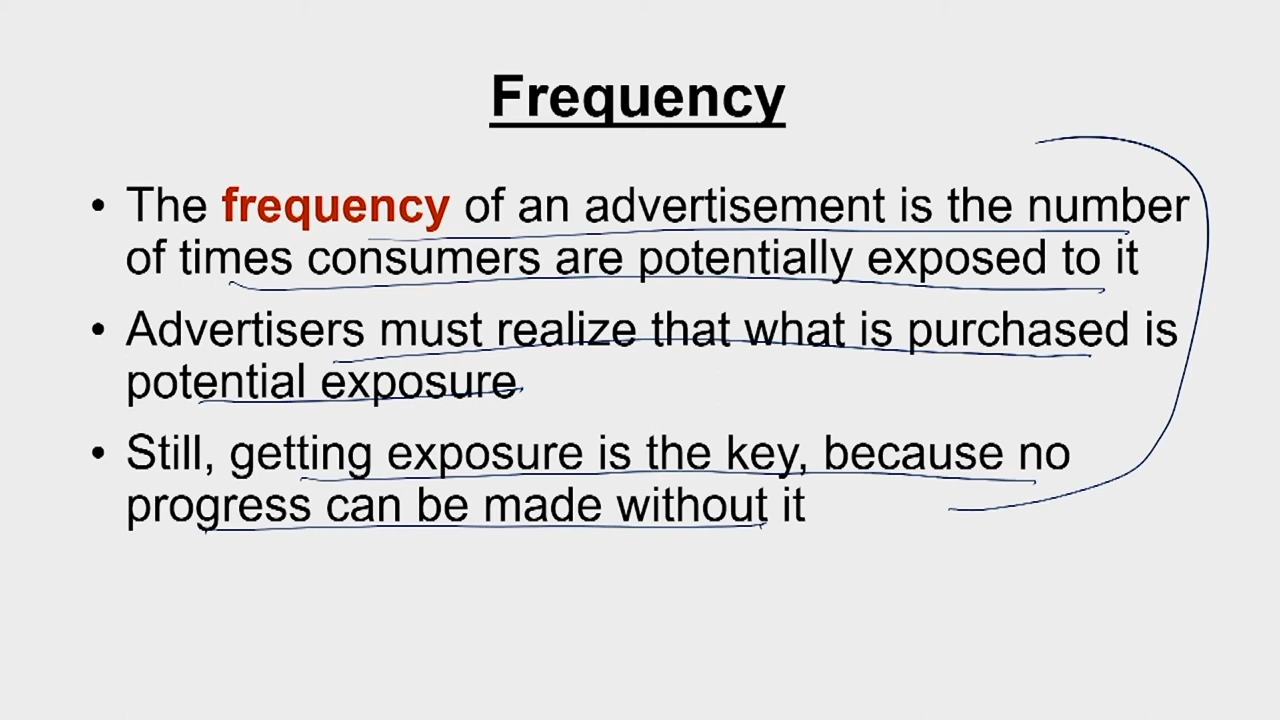 Frequency
• The frequency of an advertisement is the number
of times consumers are potentially exposed to it
• Advertisers must realize that what is purchased is
potential exposure
• Still, getting exposure is the key, because no
progress can be made without it